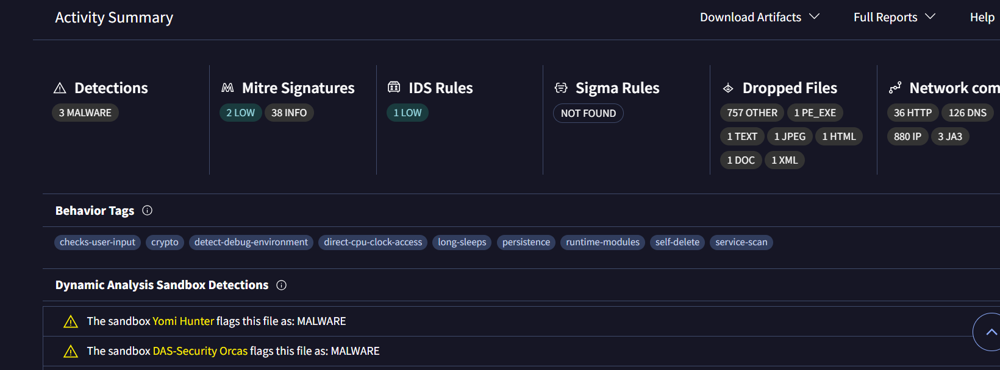 Activity Summary
Download Artifacts
Full Reports
Help
Detections
3 MALWARE
Mitre Signatures
2 LOW 38 INFO
IDS Rules
1 LOW
Sigma Rules
NOT FOUND
Dropped Files
757 OTHER 1 PE_EXE
1 TEXT 1 JPEG 1 HTML
1 DOC 1 XML
Network com
36 HTTP 126 DNS
880 IP 3 JA3
Behavior Tags
checks-user-input crypto detect-debug-environment direct-cpu-clock-access long-sleeps persistence runtime-modules self-delete service-scan
Dynamic Analysis Sandbox Detections
The sandbox Yomi Hunter flags this file as: MALWARE
The sandbox DAS-Security Orcas flags this file as: MALWARE